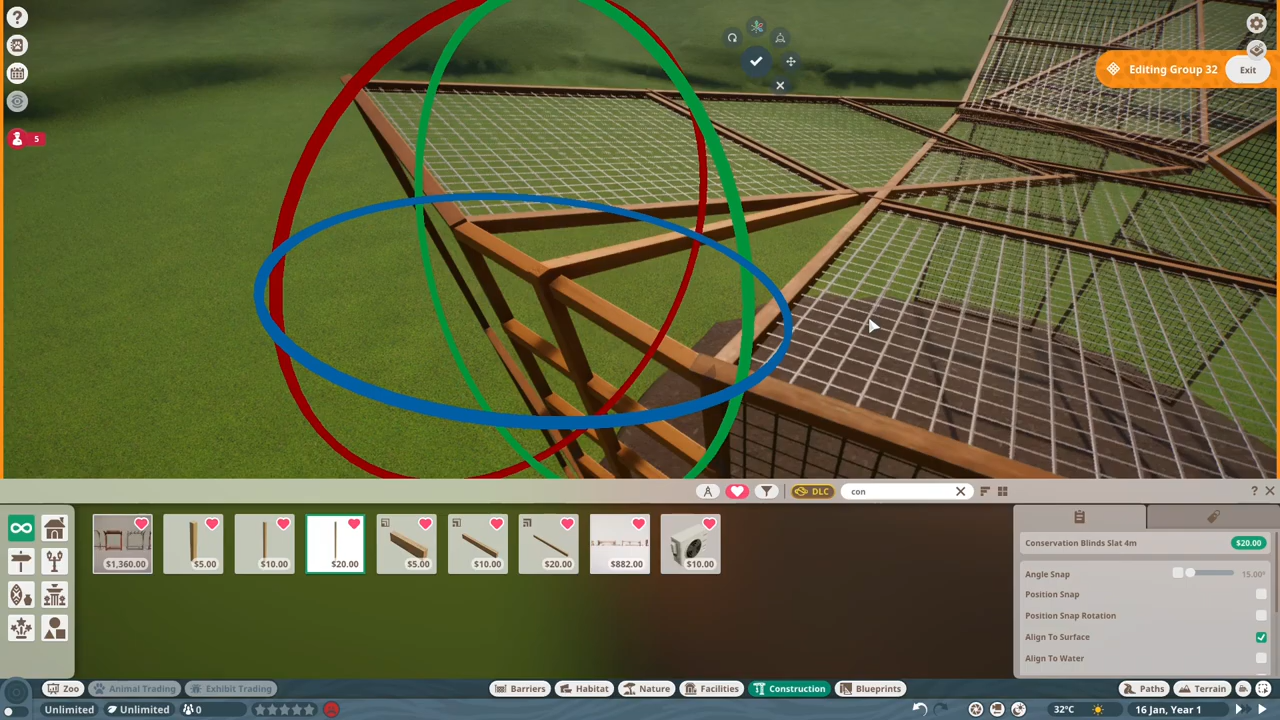 ?
5
Editing Group 32
Exit
DLC
con
?
$1,360.00
$5.00
$10.00
$20.00
$5.00
$10.00
$20.00
$882.00
$10.00
Conservation Blinds Slat 4m
$20.00
Angle Snap
15.00°
Position Snap
Position Snap Rotation
Align To Surface
Align To Water
Zoo
Animal Trading
Exhibit Trading
Barriers
Habitat
Nature
Facilities
Construction
Blueprints
Paths
Terrain
Unlimited
Unlimited
0
32°C
16 Jan, Year 1